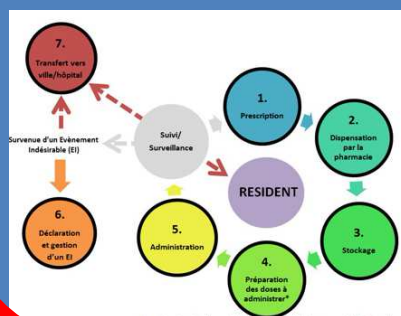 7.
Transfert vers
ville/hôpital
1.
Prescription
2.
Dispensation
par la
pharmacie
Survenue d'un Evènement
Indésirable (EI)
Suivi/
Surveillance
RESIDENT
6.
Déclaration
et gestion
d'un EI
5.
Administration
3.
Stockage
4.
Préparation
des doses à
administrer*